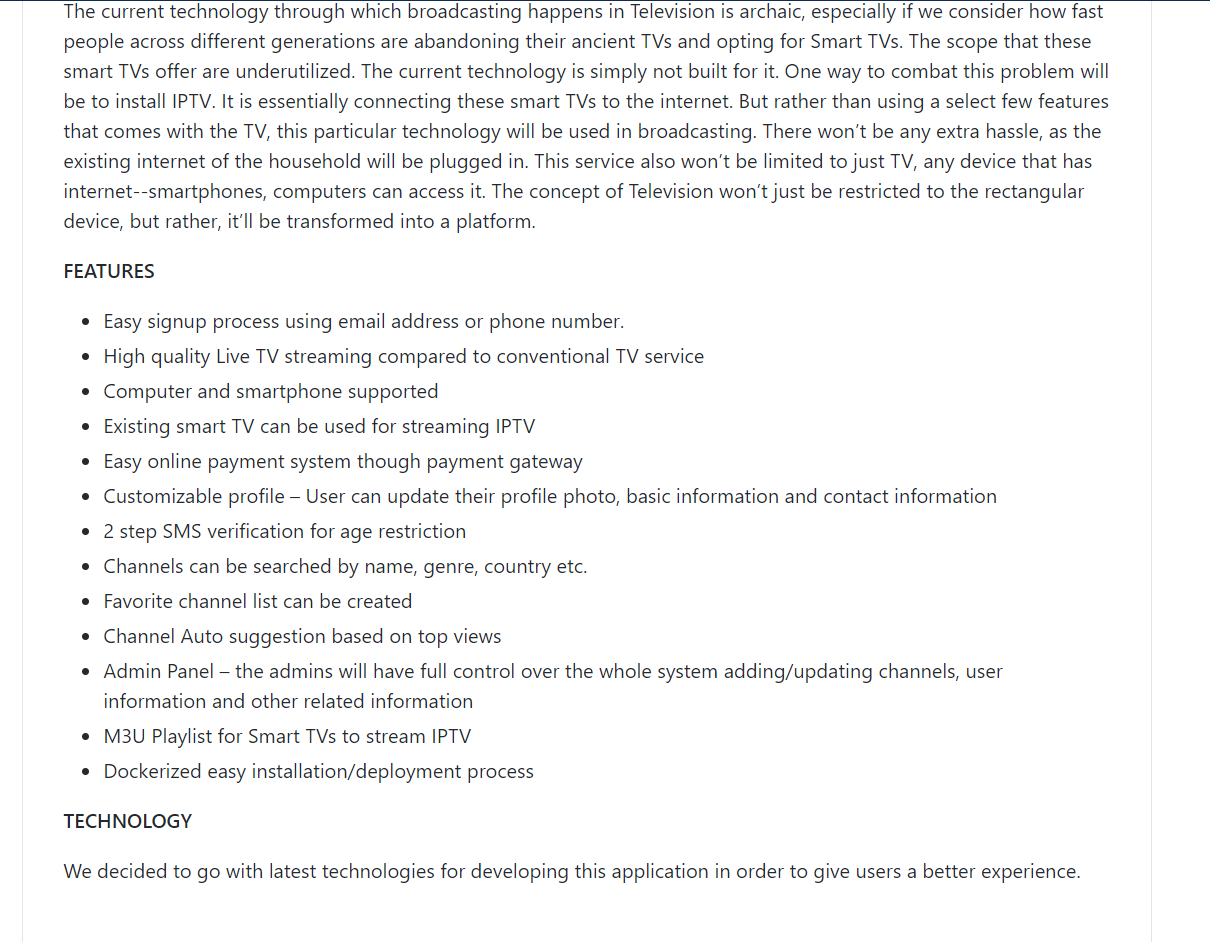 The current technology through which broadcasting happens in Television is archaic, especially if we consider how fast
people across different generations are abandoning their ancient TVs and opting for Smart TVs. The scope that these
smart TVs offer are underutilized. The current technology is simply not built for it. One way to combat this problem will
be to install IPTV. It is essentially connecting these smart TVs to the internet. But rather than using a select few features
that comes with the TV, this particular technology will be used in broadcasting. There won’t be any extra hassle, as the
existing internet of the household will be plugged in. This service also won’t be limited to just TV, any device that has
internet--smartphones, computers can access it. The concept of Television won’t just be restricted to the rectangular
device, but rather, it’ll be transformed into a platform.
FEATURES
• Easy signup process using email address or phone number.
• High quality Live TV streaming compared to conventional TV service
• Computer and smartphone supported
• Existing smart TV can be used for streaming IPTV
• Easy online payment system though payment gateway
• Customizable profile – User can update their profile photo, basic information and contact information
• 2 step SMS verification for age restriction
• Channels can be searched by name, genre, country etc.
• Favorite channel list can be created
• Channel Auto suggestion based on top views
• Admin Panel – the admins will have full control over the whole system adding/updating channels, user
information and other related information
• M3U Playlist for Smart TVs to stream IPTV
• Dockerized easy installation/deployment process
TECHNOLOGY
We decided to go with latest technologies for developing this application in order to give users a better experience.